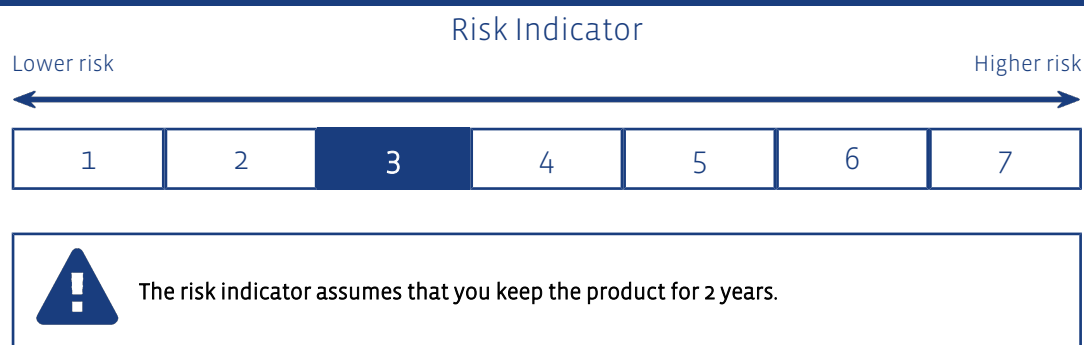 Risk Indicator
Lower risk Higher risk
1 2 3 4 5 6 7
The risk indicator assumes that you keep the product for 2 years.